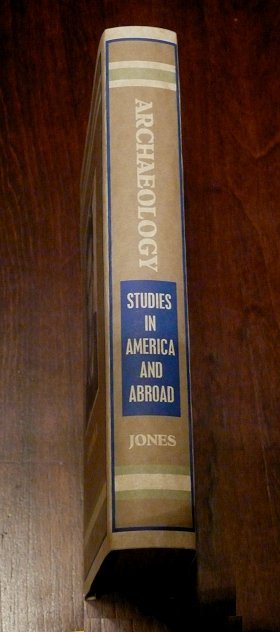 ARCHAEOLOGY
STUDIES
IN
AMERICA
AND
ABROAD
JONES